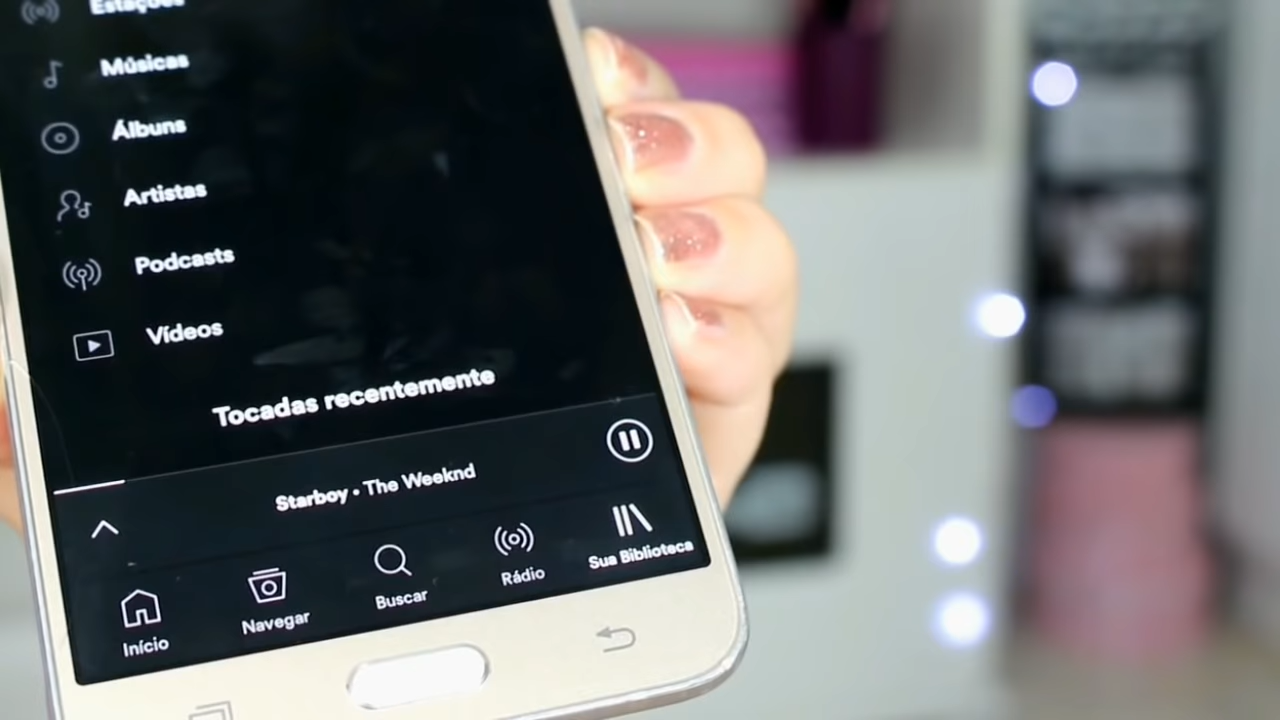 Estações
Músicas
Álbuns
Artistas
Podcasts
Vídeos
Tocadas recentemente
Starboy • The Weeknd
Início
Navegar
Buscar
Rádio
Sua Biblioteca